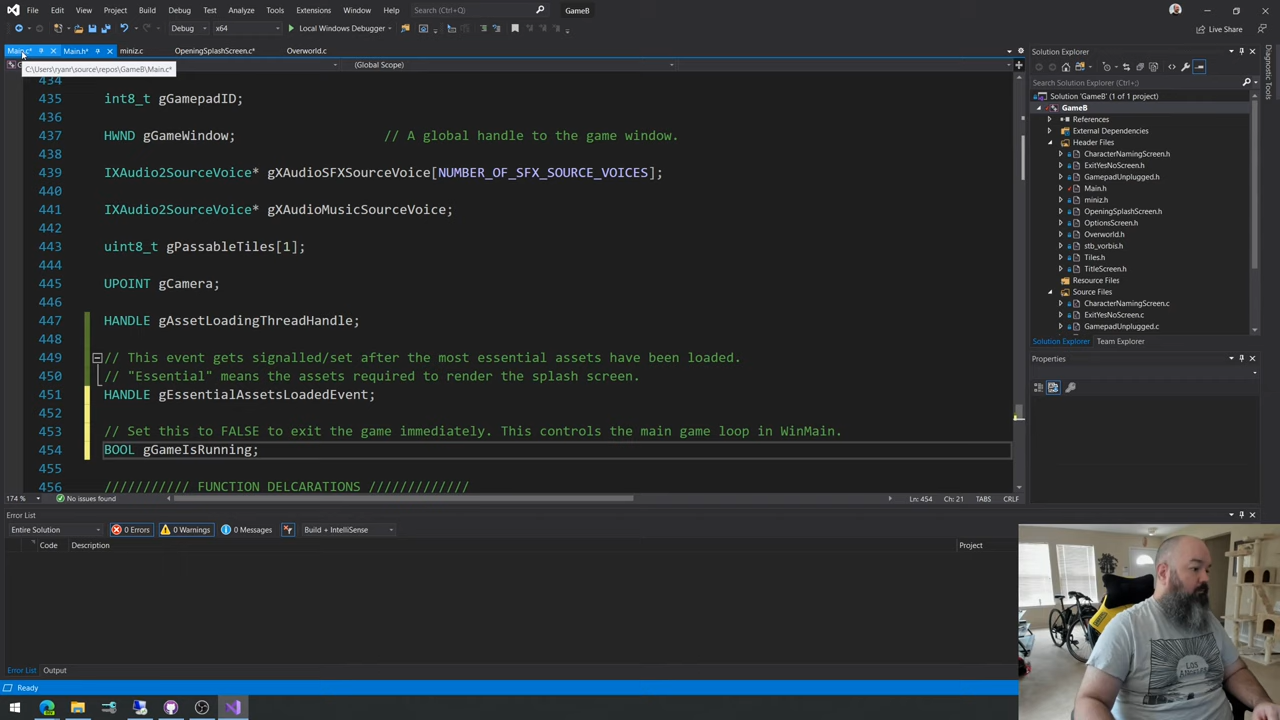 File Edit View Git Project Build Debug Test Analyze Tools Extensions Window Help Search (Ctrl+Q) GameB
Debug x64 Local Windows Debugger Live Share
Main.c* Main.h* miniz.c OpeningSplashScreen.c* Overworld.c
C:\Users\ryanr\source\repos\GameB\Main.c*
(Global Scope)
434
435 int8_t gGamepadID;
436
437 HWND gGameWindow; // A global handle to the game window.
438
439 IXAudio2SourceVoice* gXAudioSFXSourceVoice[NUMBER_OF_SFX_SOURCE_VOICES];
440
441 IXAudio2SourceVoice* gXAudioMusicSourceVoice;
442
443 uint8_t gPassableTiles[1];
444
445 UPOINT gCamera;
446
447 HANDLE gAssetLoadingThreadHandle;
448
449 // This event gets signalled/set after the most essential assets have been loaded.
450 // "Essential" means the assets required to render the splash screen.
451 HANDLE gEssentialAssetsLoadedEvent;
452
453 // Set this to FALSE to exit the game immediately. This controls the main game loop in WinMain.
454 BOOL gGameIsRunning;
455
456 /////////// FUNCTION DELCARATIONS /////////////
174 % No issues found Ln: 454 Ch: 21 TABS CRLF
Error List
Entire Solution 0 Errors 0 Warnings 0 Messages Build + IntelliSense
Code Description Project
Error List Output
Ready
Solution Explorer
Search Solution Explorer (Ctrl+;)
Solution 'GameB' (1 of 1 project)
GameB
References
External Dependencies
Header Files
CharacterNamingScreen.h
ExitYesNoScreen.h
GamepadUnplugged.h
Main.h
miniz.h
OpeningSplashScreen.h
OptionsScreen.h
Overworld.h
stb_vorbis.h
Tiles.h
TitleScreen.h
Resource Files
Source Files
CharacterNamingScreen.c
ExitYesNoScreen.c
GamepadUnplugged.c
Solution Explorer Team Explorer
Properties
Diagnostic Tools